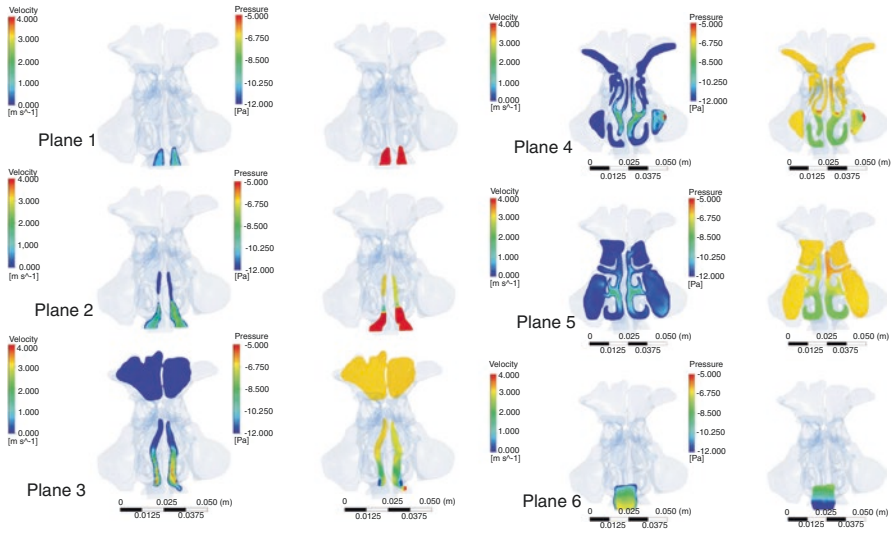 Velocity
4.000
3.000
2.000
1.000
0.000
[m s^-1]
Pressure
-5.000
-6.750
-8.500
-10.250
-12.000
[Pa]
Plane 1
Velocity
4.000
3.000
2.000
1.000
0.000
[m s^-1]
Pressure
-5.000
-6.750
-8.500
-10.250
-12.000
[Pa]
Plane 2
Velocity
4.000
3.000
2.000
1.000
0.000
[m s^-1]
Pressure
-5.000
-6.750
-8.500
-10.250
-12.000
[Pa]
Plane 3
0 0.025 0.050 (m)
0.0125 0.0375
0 0.025 0.050 (m)
0.0125 0.0375
Velocity
4.000
3.000
2.000
1.000
0.000
[m s^-1]
Pressure
-5.000
-6.750
-8.500
-10.250
-12.000
[Pa]
Plane 4
0 0.025 0.050 (m)
0.0125 0.0375
0 0.025 0.050 (m)
0.0125 0.0375
Velocity
4.000
3.000
2.000
1.000
0.000
[m s^-1]
Pressure
-5.000
-6.750
-8.500
-10.250
-12.000
[Pa]
Plane 5
0 0.025 0.050 (m)
0.0125 0.0375
0 0.025 0.050 (m)
0.0125 0.0375
Velocity
4.000
3.000
2.000
1.000
0.000
[m s^-1]
Pressure
-5.000
-6.750
-8.500
-10.250
-12.000
[Pa]
Plane 6
0 0.025 0.050 (m)
0.0125 0.0375
0 0.025 0.050 (m)
0.0125 0.0375